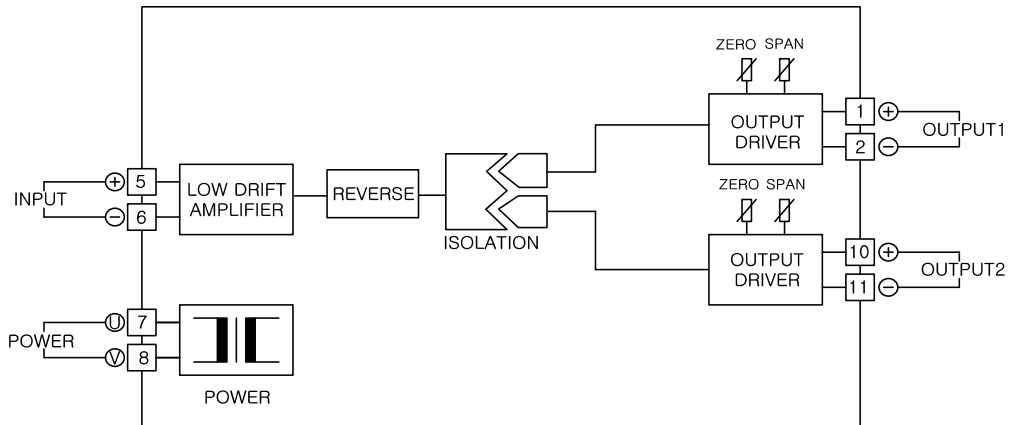 ZERO SPAN
OUTPUT
DRIVER
1 +
2 −
OUTPUT1
INPUT
+ 5
− 6
LOW DRIFT
AMPLIFIER
REVERSE
ISOLATION
ZERO SPAN
OUTPUT
DRIVER
10 +
11 −
OUTPUT2
POWER
U 7
V 8
POWER